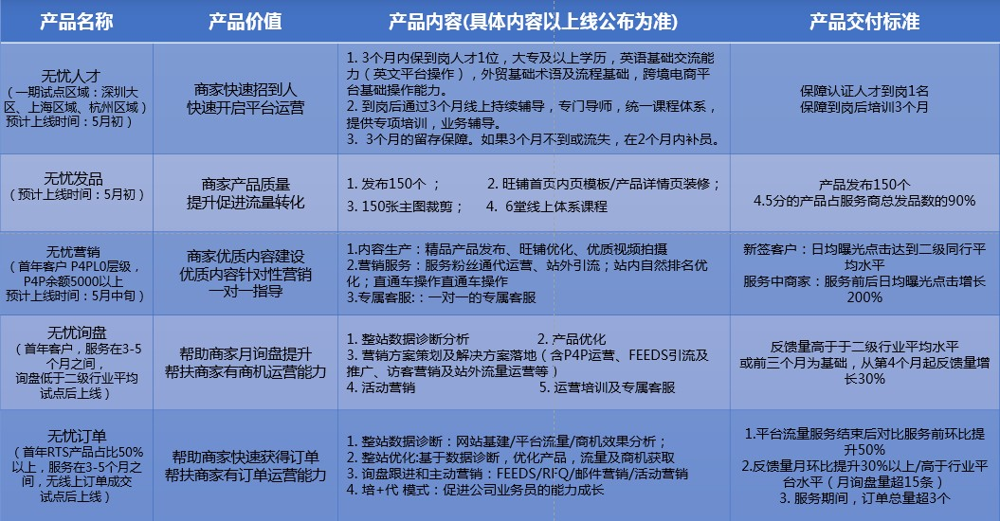 产品名称
产品价值
产品内容(具体内容以上线公布为准)
产品交付标准
无忧人才
（一期试点区域：深圳大
区、上海区域、杭州区域）
预计上线时间：5月初）
商家快速招到人
快速开启平台运营
1. 3个月内保到岗人才1位，大专及以上学历，英语基础交流能
力（英文平台操作），外贸基础术语及流程基础，跨境电商平
台基础操作能力。
2. 到岗后通过3个月线上持续辅导，专门导师，统一课程体系，
提供专项培训，业务辅导。
3. 3个月的留存保障。如果3个月不到或流失，在2个月内补员。
保障认证人才到岗1名
保障到岗后培训3个月
无忧发品
（预计上线时间：5月初）
商家产品质量
提升促进流量转化
1. 发布150个 ； 2. 旺铺首页内页模板/产品详情页装修；
3. 150张主图裁剪； 4. 6堂线上体系课程
产品发布150个
4.5分的产品占服务商总发品数的90%
无忧营销
（首年客户 P4PL0层级，
P4P余额5000以上
预计上线时间：5月中旬）
商家优质内容建设
优质内容针对性营销
一对一指导
1.内容生产：精品产品发布、旺铺优化、优质视频拍摄
2.营销服务：服务粉丝通代运营、站外引流；站内自然排名优
化；直通车操作直通车操作
3.专属客服:：一对一的专属客服
新签客户：日均曝光点击达到二级同行平
均水平
服务中商家：服务前后日均曝光点击增长
200%
无忧询盘
（首年客户，服务在3-5
个月之间，
询盘低于二级行业平均
试点后上线）
帮助商家月询盘提升
帮扶商家有商机运营能力
1. 整站数据诊断分析 2. 产品优化
3. 营销方案策划及解决方案落地（含P4P运营、FEEDS引流及
推广、访客营销及站外流量运营等）
4. 活动营销 5. 运营培训及专属客服
反馈量高于于二级行业平均水平
或前三个月为基础，从第4个月起反馈量增
长30%
无忧订单
（首年RTS产品占比50%
以上，服务在3-5个月之
间，无线上订单成交
试点后上线）
帮助商家快速获得订单
帮扶商家有订单运营能力
1. 整站数据诊断：网站基建/平台流量/商机效果分析；
2. 整站优化:基于数据诊断，优化产品，流量及商机获取
3. 询盘跟进和主动营销：FEEDS/RFQ/邮件营销/活动营销
4. 培+代 模式：促进公司业务员的能力成长
1.平台流量服务结束后对比服务前环比提
升50%
2.反馈量月环比提升30%以上/高于行业平
台水平（月询盘量超15条）
3. 服务期间，订单总量超3个